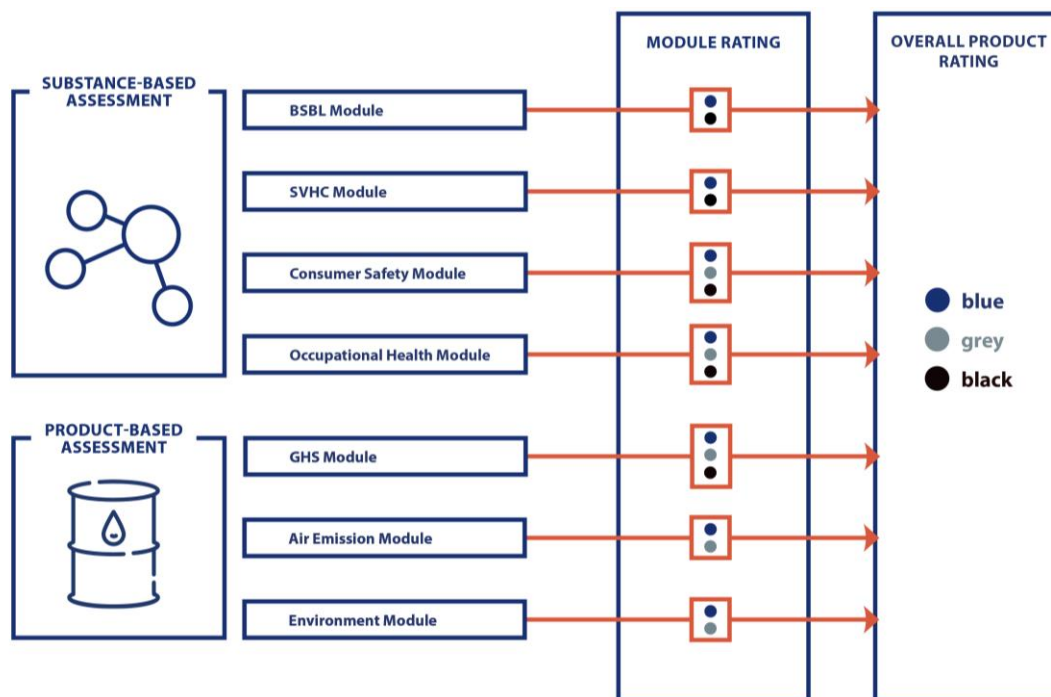 MODULE RATING
OVERALL PRODUCT
RATING
SUBSTANCE-BASED
ASSESSMENT
BSBL Module
SVHC Module
Consumer Safety Module
Occupational Health Module
blue
grey
black
PRODUCT-BASED
ASSESSMENT
GHS Module
Air Emission Module
Environment Module